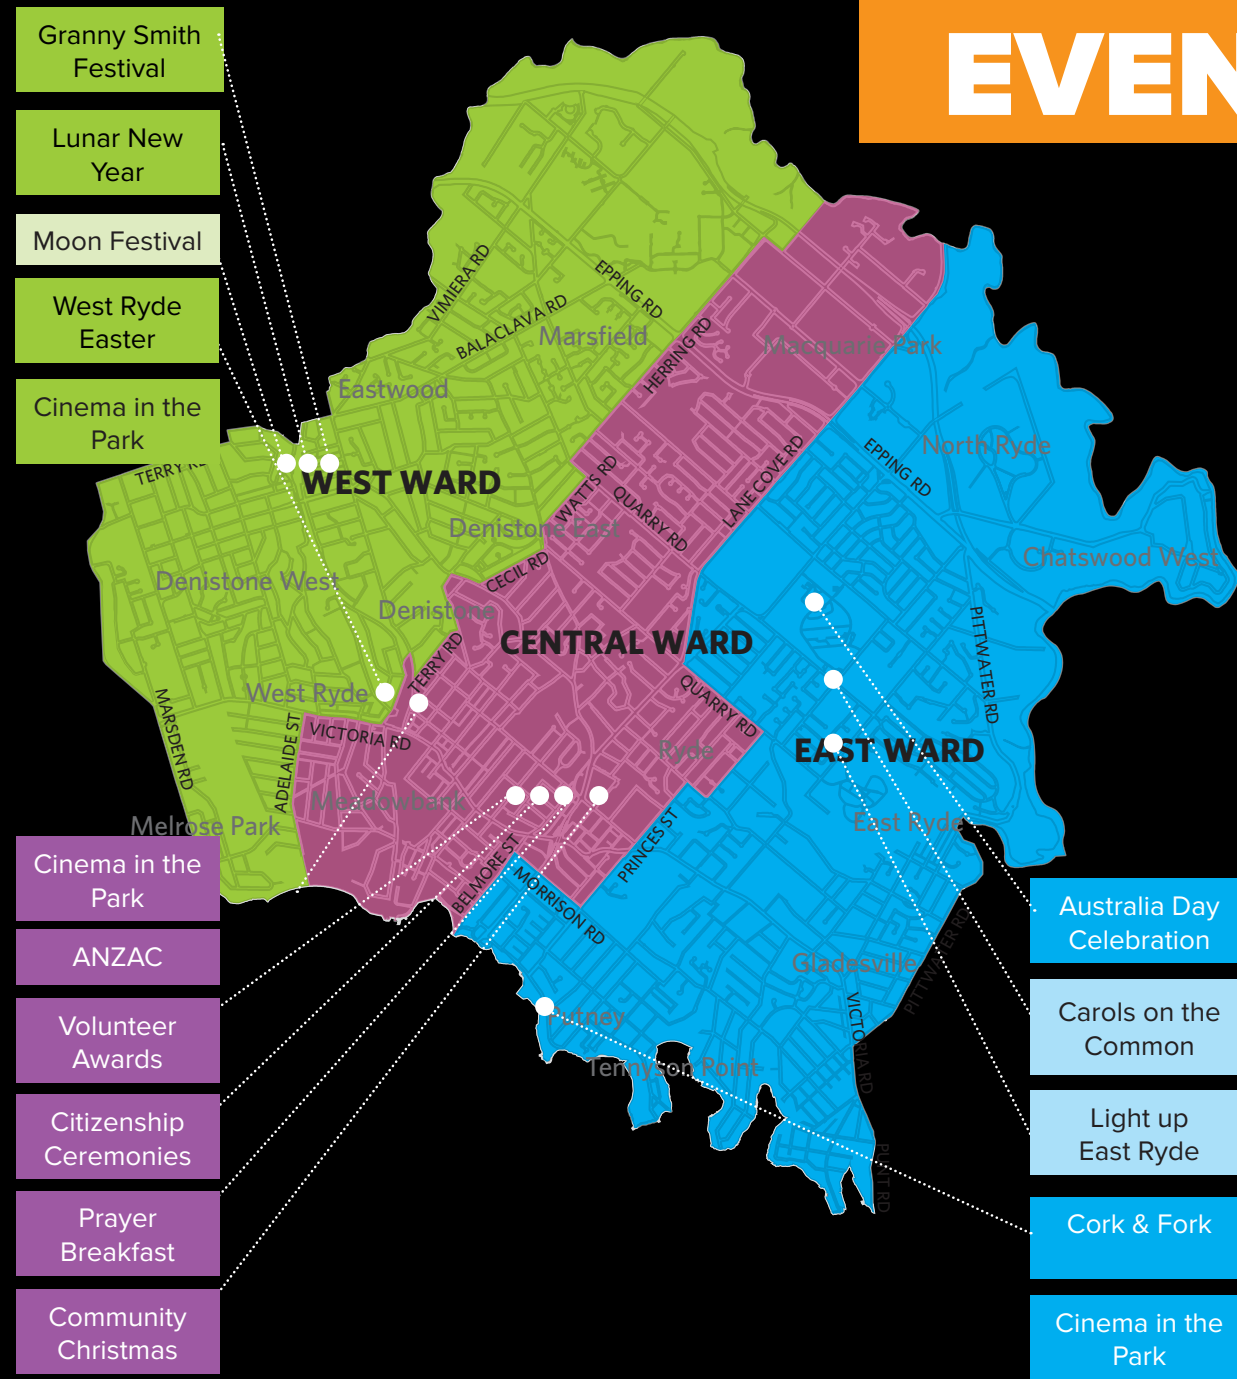 Granny Smith
Festival
Lunar New
Year
Moon Festival
West Ryde
Easter
Cinema in the
Park
EVEN
VIMIERA RD
BALACLAVA RD
EPPING RD
Marsfield
HERRING RD
Macquarie Park
Eastwood
TERRY RD
WEST WARD
WATTS RD
QUARRY RD
LANE COVE RD
EPPING RD
North Ryde
Denistone East
Chatswood West
CECIL RD
Denistone West
Denistone
CENTRAL WARD
TERRY RD
PITTWATER RD
West Ryde
MARSDEN RD
ADELAIDE ST
VICTORIA RD
QUARRY RD
Ryde
EAST WARD
Meadowbank
Melrose Park
East Ryde
BELMORE ST
PRINCES ST
MORRISON RD
Gladesville
PITTWATER RD
Putney
VICTORIA RD
Tennyson Point
PUNT RD
Cinema in the
Park
ANZAC
Volunteer
Awards
Citizenship
Ceremonies
Prayer
Breakfast
Community
Christmas
Australia Day
Celebration
Carols on the
Common
Light up
East Ryde
Cork & Fork
Cinema in the
Park